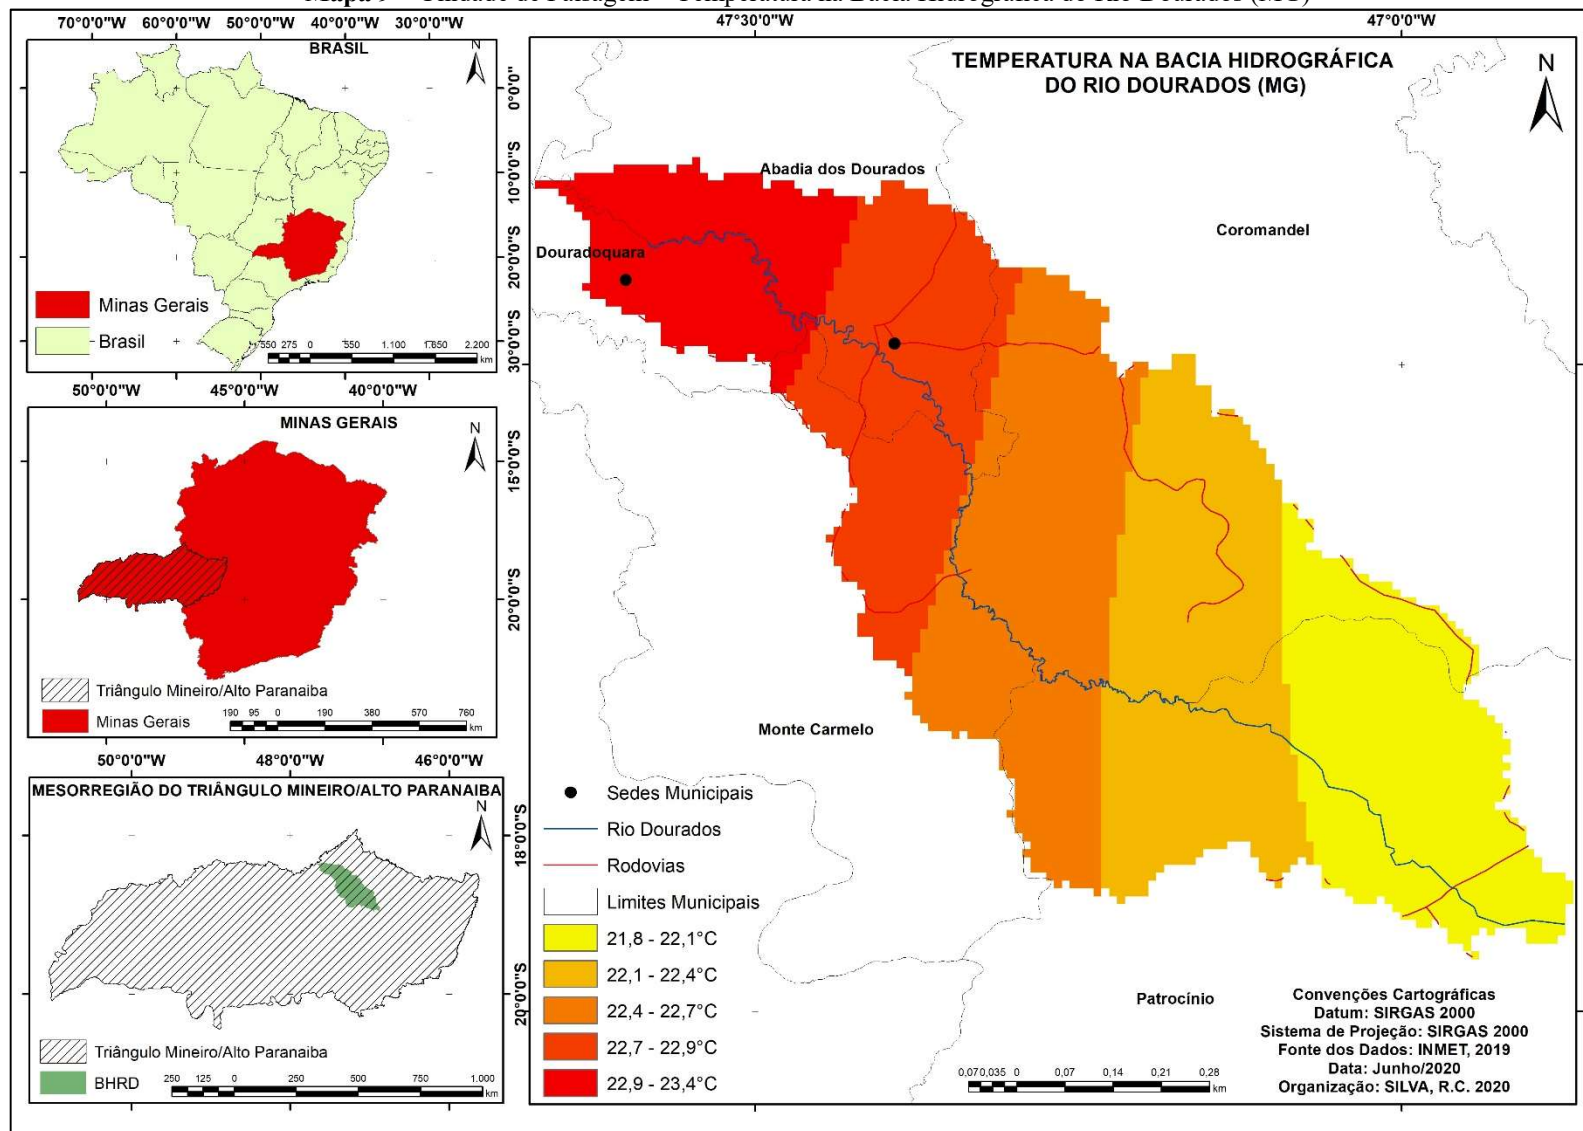 70°0'0"W 60°0'0"W 50°0'0"W 40°0'0"W 30°0'0"W
BRASIL
N
0°0'0"
10°0'0"S
20°0'0"S
30°0'0"S
Minas Gerais
Brasil
275 0 550 1.100 1.650 2.200
km
50°0'0"W 45°0'0"W 40°0'0"W
MINAS GERAIS
N
15°0'0"S
20°0'0"S
Triângulo Mineiro/Alto Paranaiba
Minas Gerais
190 95 0 190 380 570 760
km
50°0'0"W 48°0'0"W 46°0'0"W
MESORREGIÃO DO TRIÂNGULO MINEIRO/ALTO PARANAIBA
N
18°0'0"S
20°0'0"S
Triângulo Mineiro/Alto Paranaiba
BHRD
250 125 0 250 500 750 1.000
km
47°30'0"W 47°0'0"W
TEMPERATURA NA BACIA HIDROGRÁFICA
DO RIO DOURADOS (MG)
N
Abadia dos Dourados
Coromandel
Douradoquara
Monte Carmelo
Patrocínio
Sedes Municipais
Rio Dourados
Rodovias
Limites Municipais
21,8 - 22,1°C
22,1 - 22,4°C
22,4 - 22,7°C
22,7 - 22,9°C
22,9 - 23,4°C
0,07 0,035 0 0,07 0,14 0,21 0,28
km
Convenções Cartográficas
Datum: SIRGAS 2000
Sistema de Projeção: SIRGAS 2000
Fonte dos Dados: INMET, 2019
Data: Junho/2020
Organização: SILVA, R.C. 2020